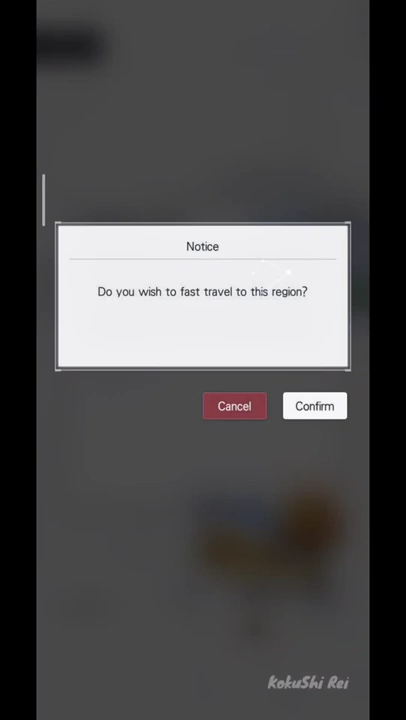 Notice
Do you wish to fast travel to this region?
Cancel
Confirm
KokuShi Rei